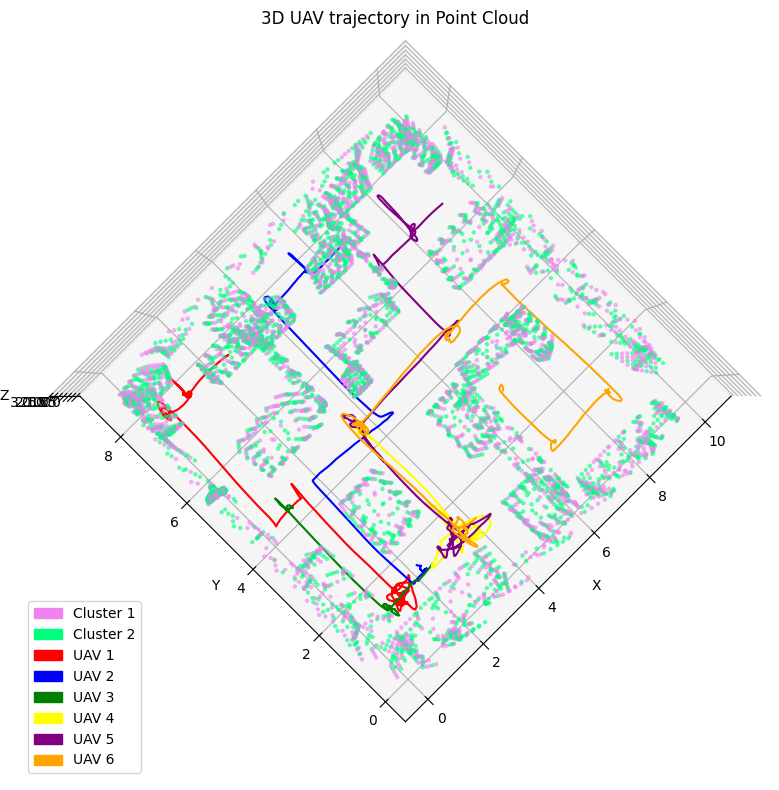 3D UAV trajectory in Point Cloud
Z
8
6
Y
4
2
0
10
8
6
X
4
2
0
Cluster 1
Cluster 2
UAV 1
UAV 2
UAV 3
UAV 4
UAV 5
UAV 6